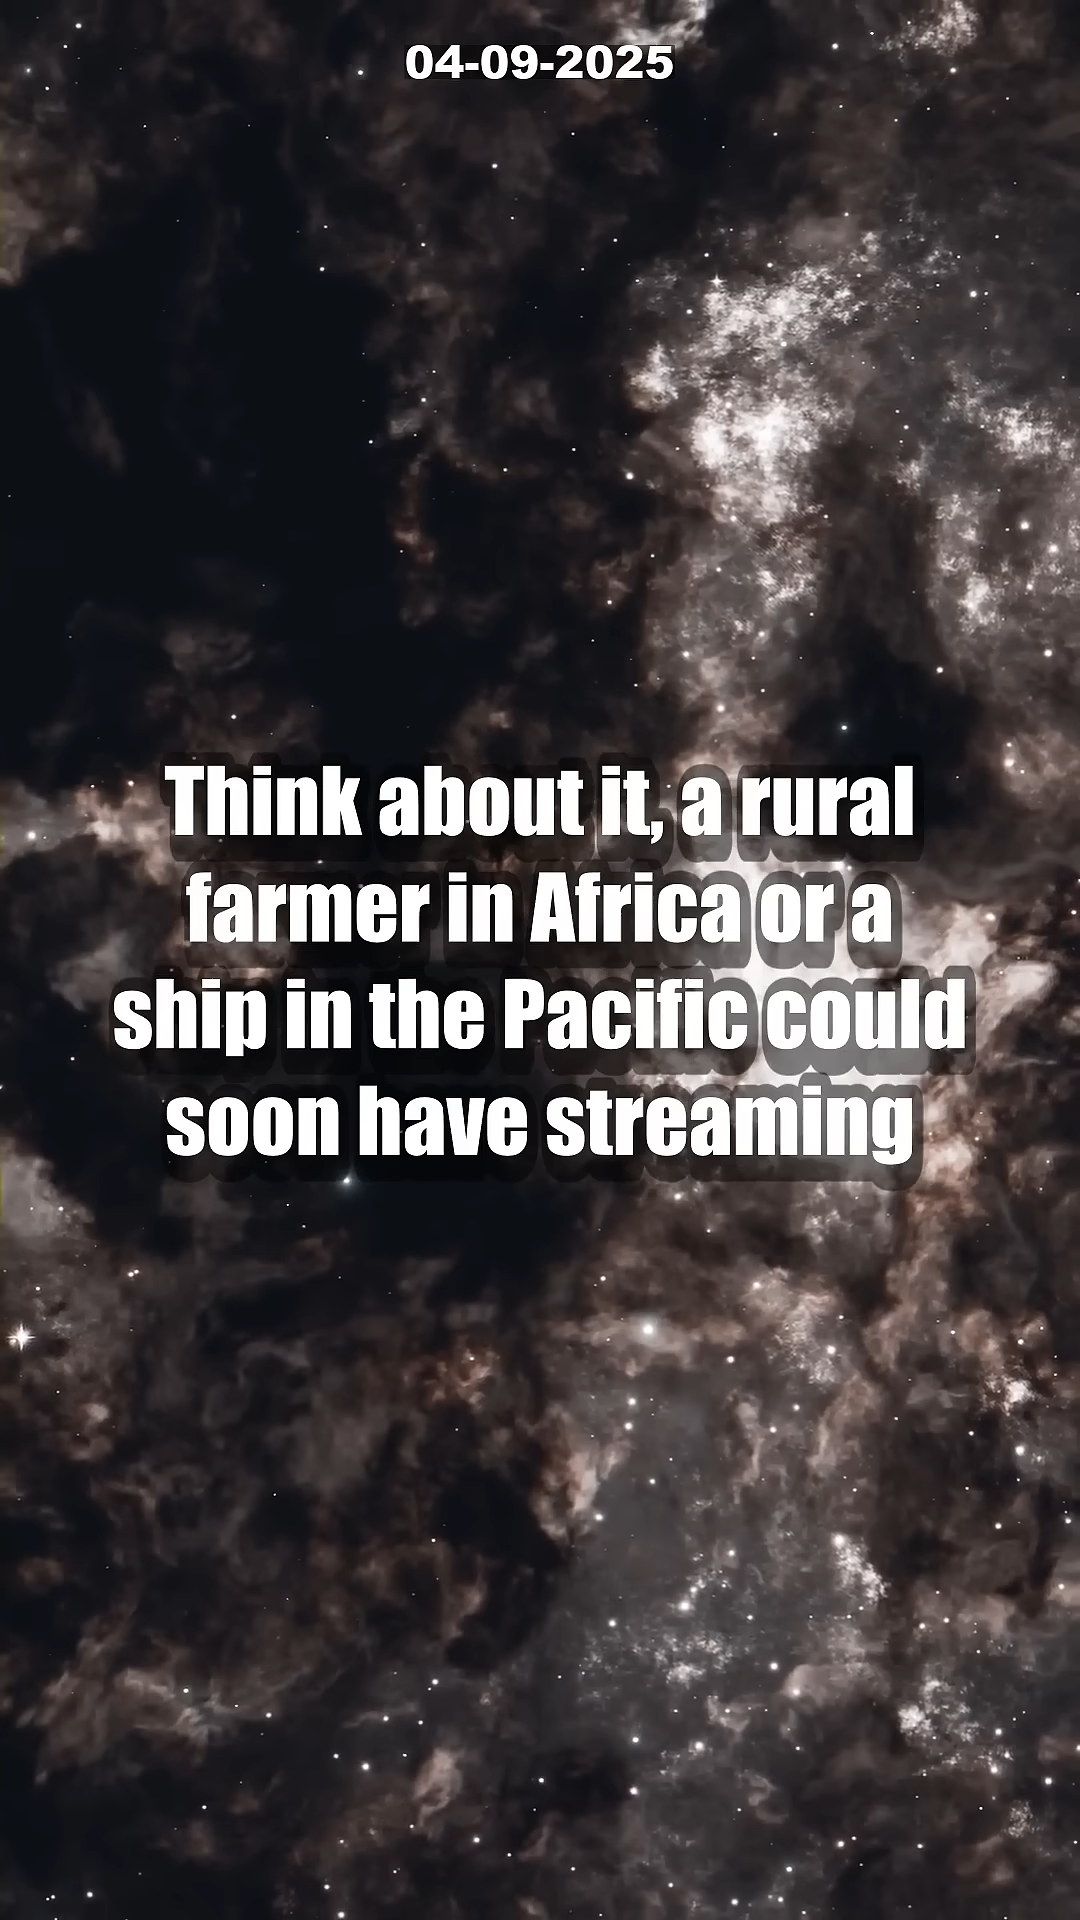 04-09-2025
Think about it, a rural
farmer in Africa or a
ship in the Pacific could
soon have streaming